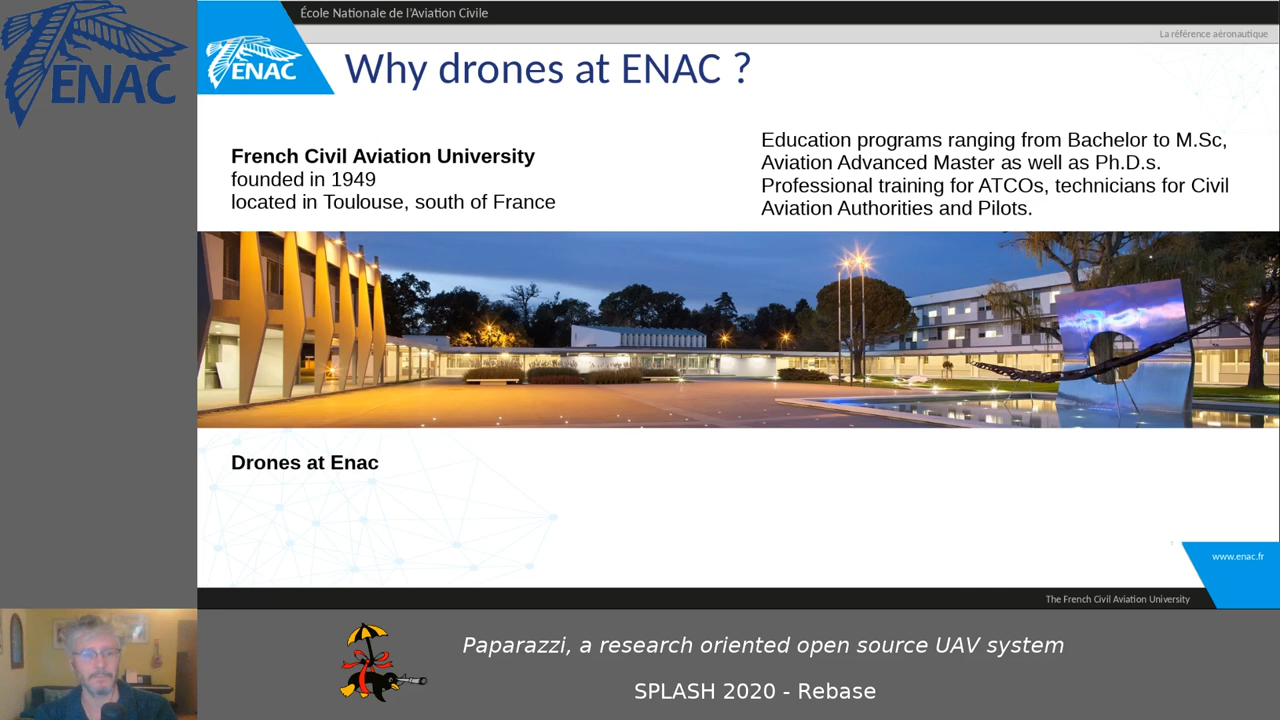 ENAC
École Nationale de l'Aviation Civile
La référence aéronautique
ENAC
Why drones at ENAC ?
French Civil Aviation University
founded in 1949
located in Toulouse, south of France
Education programs ranging from Bachelor to M.Sc,
Aviation Advanced Master as well as Ph.D.s.
Professional training for ATCOs, technicians for Civil
Aviation Authorities and Pilots.
Drones at Enac
www.enac.fr
The French Civil Aviation University
Paparazzi, a research oriented open source UAV system
SPLASH 2020 - Rebase